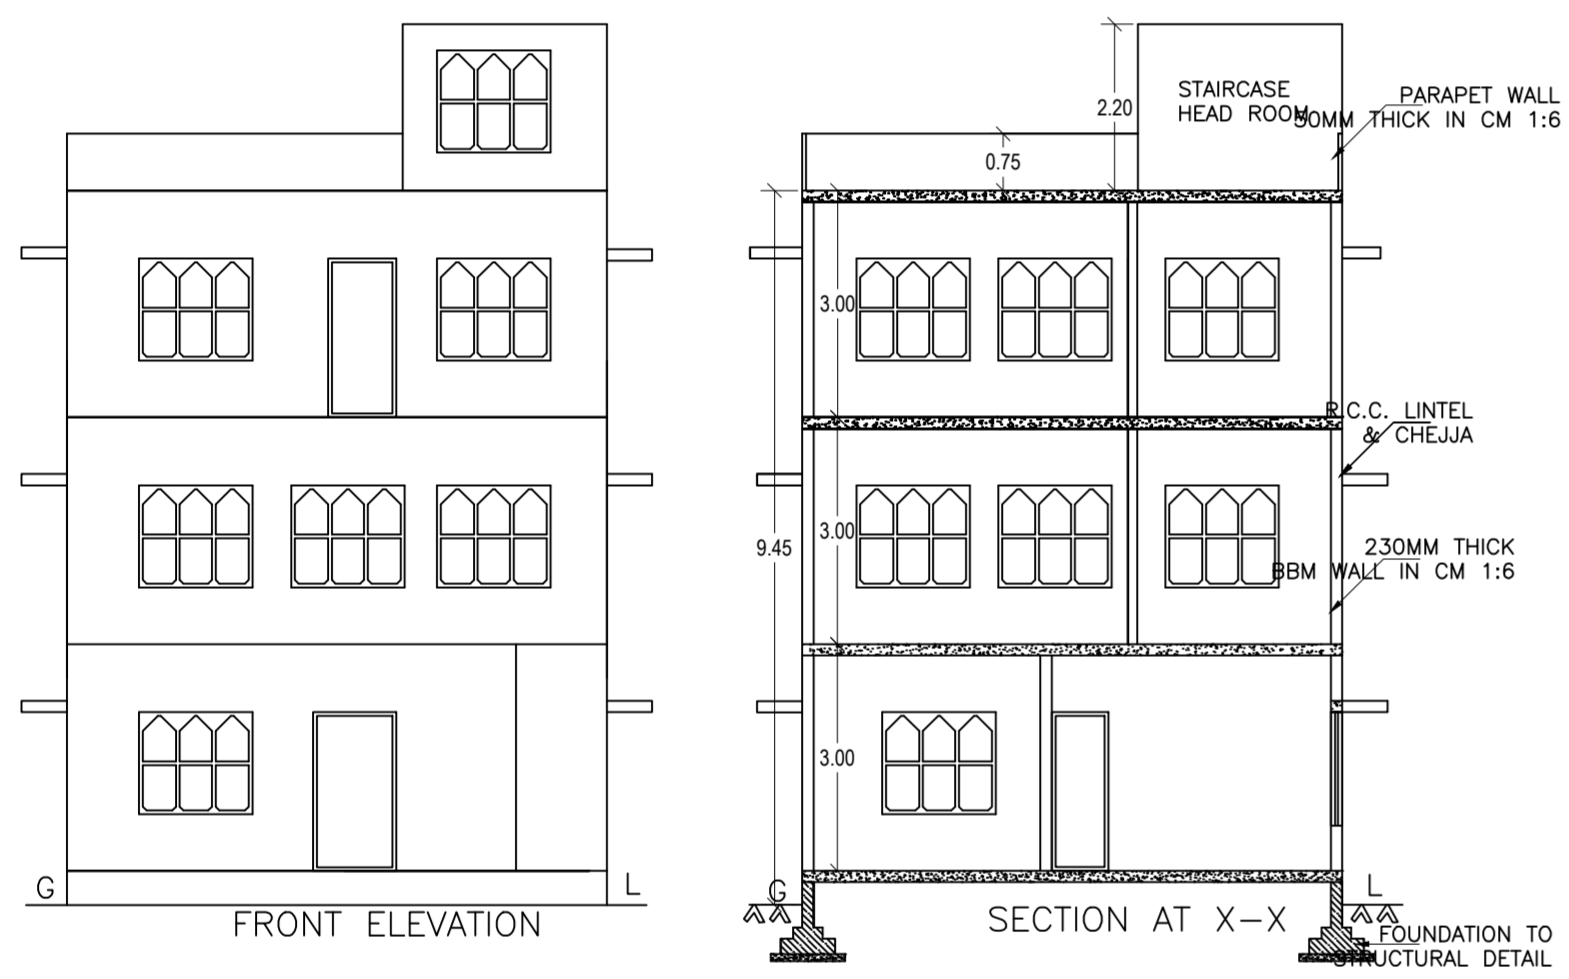 STAIRCASE
HEAD ROOM
PARAPET WALL
50MM THICK IN CM 1:6
2.20
0.75
3.00
R.C.C. LINTEL
& CHEJJA
3.00
9.45
230MM THICK
BBM WALL IN CM 1:6
3.00
G
L
G
L
FRONT ELEVATION
SECTION AT X-X
FOUNDATION TO
STRUCTURAL DETAIL